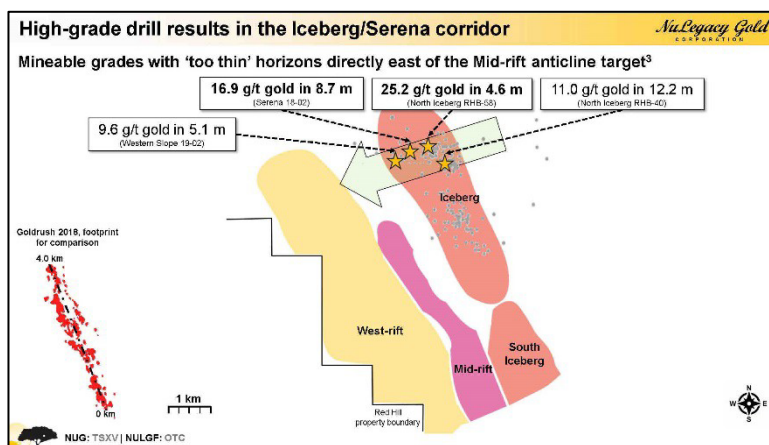 High-grade drill results in the Iceberg/Serena corridor
NuLegacy Gold
CORPORATION
Mineable grades with ‘too thin’ horizons directly east of the Mid-rift anticline target³
16.9 g/t gold in 8.7 m
(Serena 18-02)
25.2 g/t gold in 4.6 m
(North Iceberg RHB-58)
11.0 g/t gold in 12.2 m
(North Iceberg RHB-40)
9.6 g/t gold in 5.1 m
(Western Slope 19-02)
Iceberg
Goldrush 2018, footprint
for comparison
4.0 km
0 km
West-rift
Mid-rift
South
Iceberg
1 km
Red Hill
property boundary
N
W E
S
NUG: TSXV | NULGF: OTC